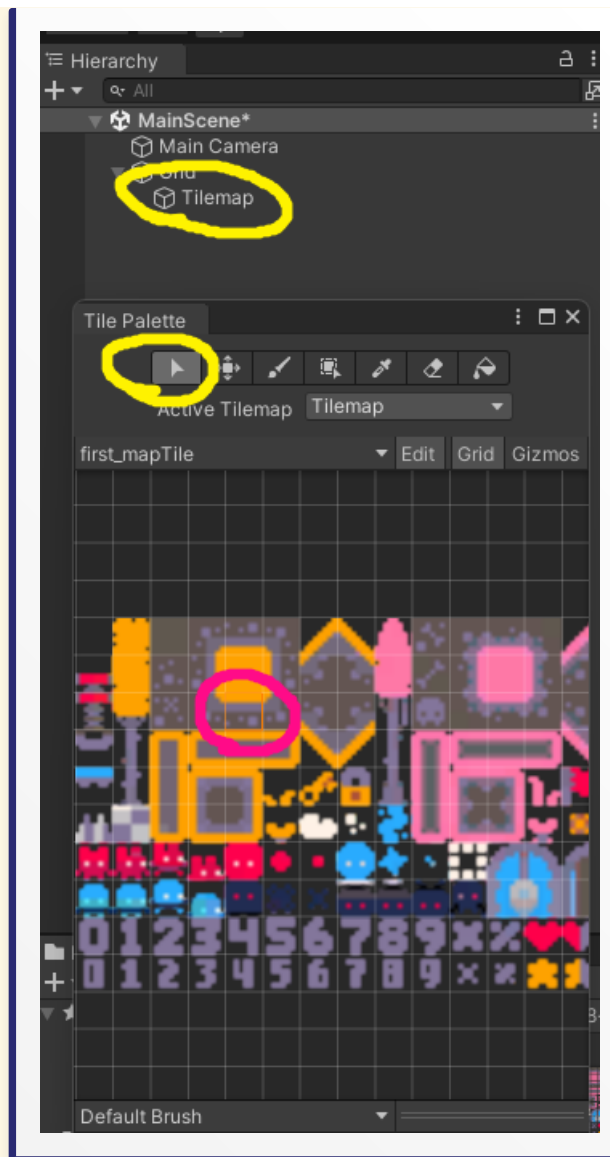 Hierarchy
All
MainScene*
Main Camera
Grid
Tilemap
Tile Palette
Active Tilemap Tilemap
first_mapTile Edit Grid Gizmos
0 1 2 3 4 5 6 7 8 9 × %
0 1 2 3 4 5 6 7 8 9 ×
Default Brush